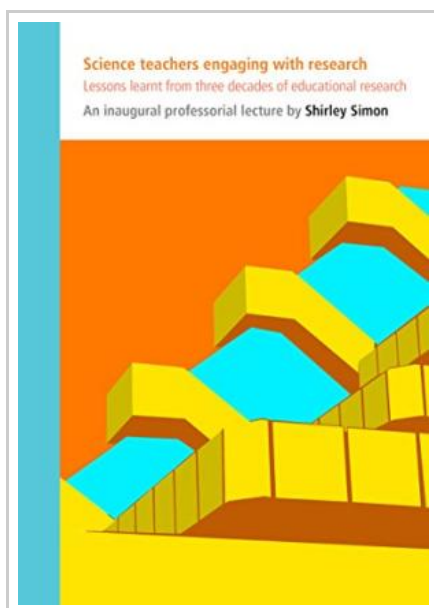 Science teachers engaging with research
Lessons learnt from three decades of educational research
An inaugural professorial lecture by Shirley Simon